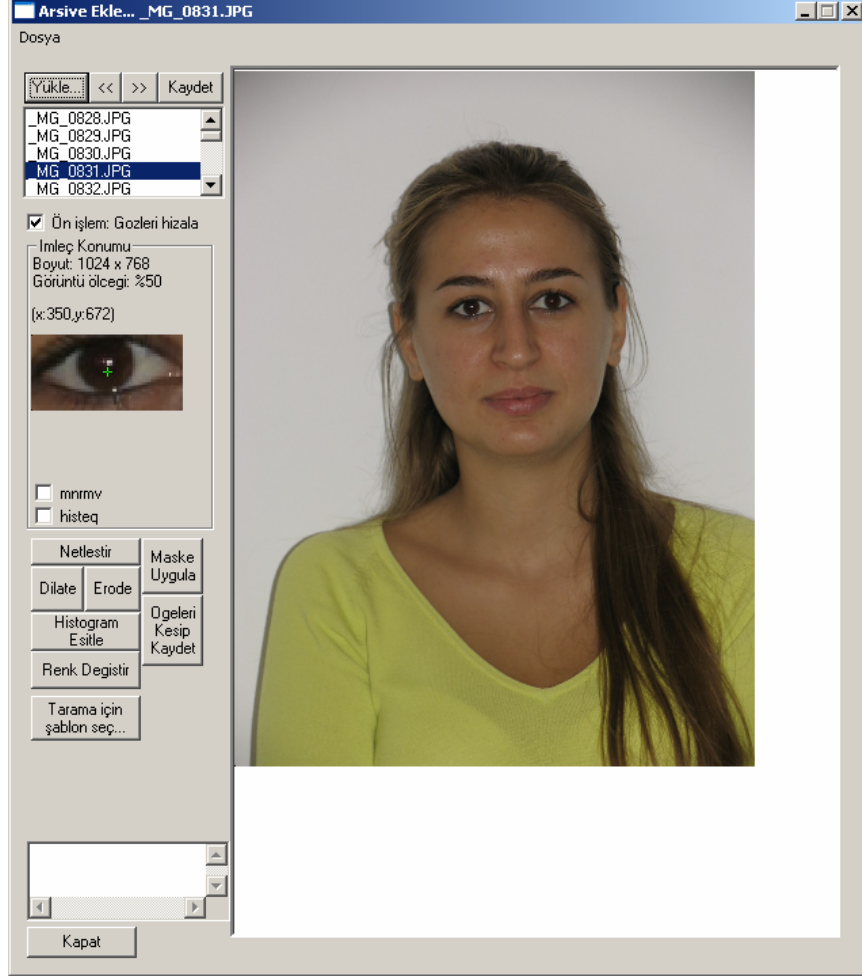 Arsive Ekle... _MG_0831.JPG
Dosya
Yükle... << >> Kaydet
_MG_0828.JPG
_MG_0829.JPG
_MG_0830.JPG
_MG_0831.JPG
_MG_0832.JPG
Ön işlem: Gozleri hizala
Imleç Konumu
Boyut: 1024 x 768
Görüntü ölcegi: %50
(x:350,y:672)
mnrmv
histeq
Netlestir
Maske
Uygula
Dilate Erode
Histogram
Esitle
Ogeleri
Kesip
Kaydet
Renk Degistir
Tarama için
şablon seç...
Kapat